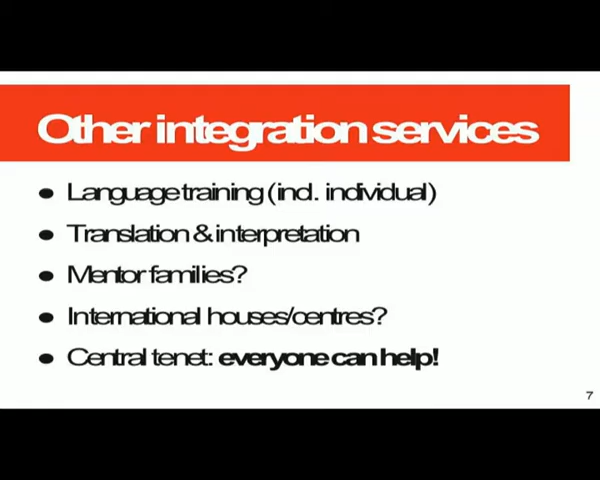 Other integration services
• Language training (incl. individual)
• Translation & interpretation
• Mentor families?
• International houses/centres?
• Central tenet: everyone can help!
7